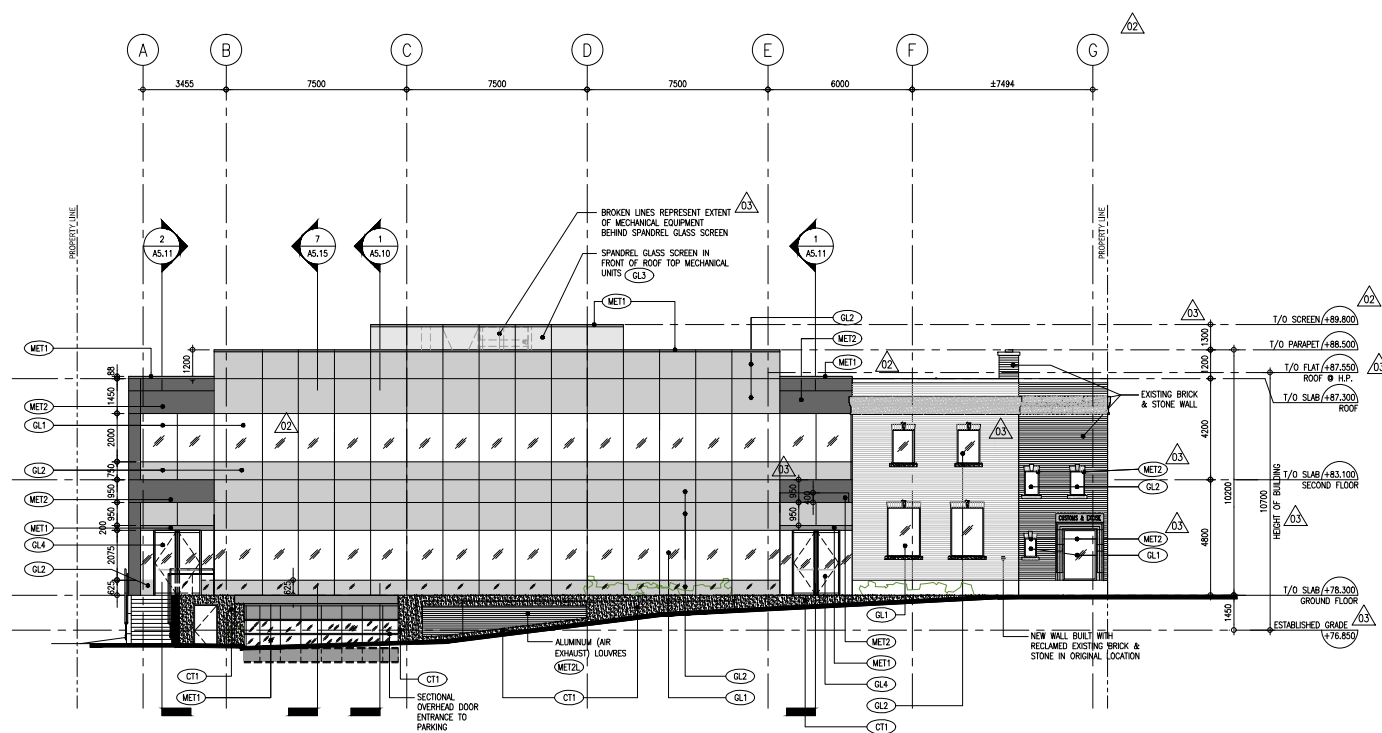 02
A
B
C
D
E
F
G
3455
7500
7500
7500
6000
±7494
PROPERTY LINE
PROPERTY LINE
2
A5.11
7
A5.15
1
A5.10
1
A5.11
BROKEN LINES REPRESENT EXTENT
OF MECHANICAL EQUIPMENT
BEHIND SPANDREL GLASS SCREEN
03
SPANDREL GLASS SCREEN IN
FRONT OF ROOF TOP MECHANICAL
UNITS
GL3
MET1
GL2
MET2
MET1
02
03
T/O SCREEN
+89.800
02
1300
T/O PARAPET
+88.500
1200
T/O FLAT
+87.550
ROOF @ H.P.
03
T/O SLAB
+87.300
ROOF
EXISTING BRICK
& STONE WALL
4200
MET1
1200
88
MET2
1450
GL1
02
03
2000
GL2
750
03
MET2
03
GL2
T/O SLAB
+83.100
SECOND FLOOR
MET2
950
950
400
950
950
MET1
200
CUSTOMS & EXCISE
MET2
03
GL1
4800
10200
10700
HEIGHT OF BUILDING
03
GL4
2075
GL2
625
625
T/O SLAB
+78.300
GROUND FLOOR
1450
ESTABLISHED GRADE
03
+76.850
GL1
ALUMINUM (AIR
EXHAUST) LOUVRES
MET2L
MET2
MET1
NEW WALL BUILT WITH
RECLAIMED EXISTING BRICK &
STONE IN ORIGINAL LOCATION
CT1
CT1
GL2
GL4
MET1
SECTIONAL
OVERHEAD DOOR
ENTRANCE TO
PARKING
CT1
GL1
GL2
CT1